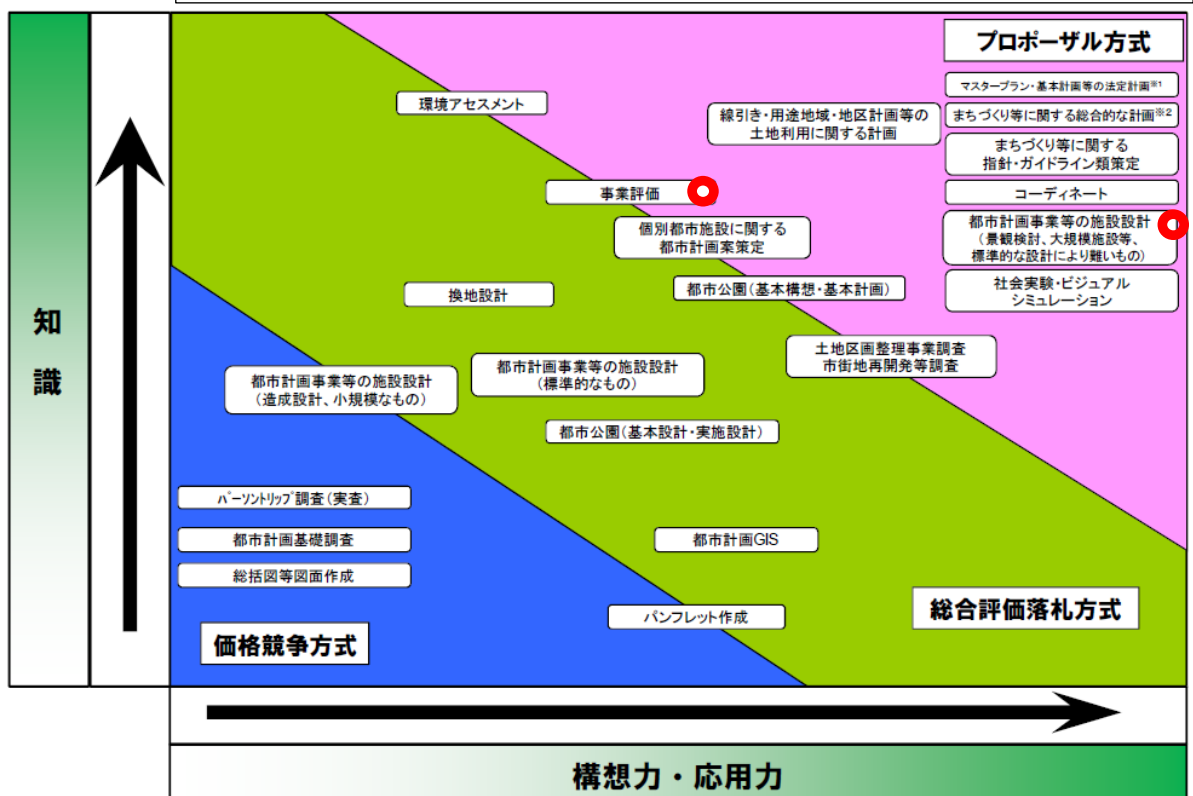 プロポーザル方式
マスタープラン・基本計画等の法定計画※1
環境アセスメント
線引き・用途地域・地区計画等の
土地利用に関する計画
まちづくり等に関する総合的な計画※2
まちづくり等に関する
指針・ガイドライン類策定
事業評価
コーディネート
個別都市施設に関する
都市計画案策定
都市計画事業等の施設設計
(景観検討、大規模施設等、
標準的な設計により難いもの)
換地設計
都市公園(基本構想・基本計画)
社会実験・ビジュアル
シミュレーション
知識
都市計画事業等の施設設計
(造成設計、小規模なもの)
都市計画事業等の施設設計
(標準的なもの)
土地区画整理事業調査
市街地再開発等調査
都市公園(基本設計・実施設計)
パーソントリップ調査(実査)
都市計画基礎調査
都市計画GIS
総括図等図面作成
パンフレット作成
総合評価落札方式
価格競争方式
構想力・応用力